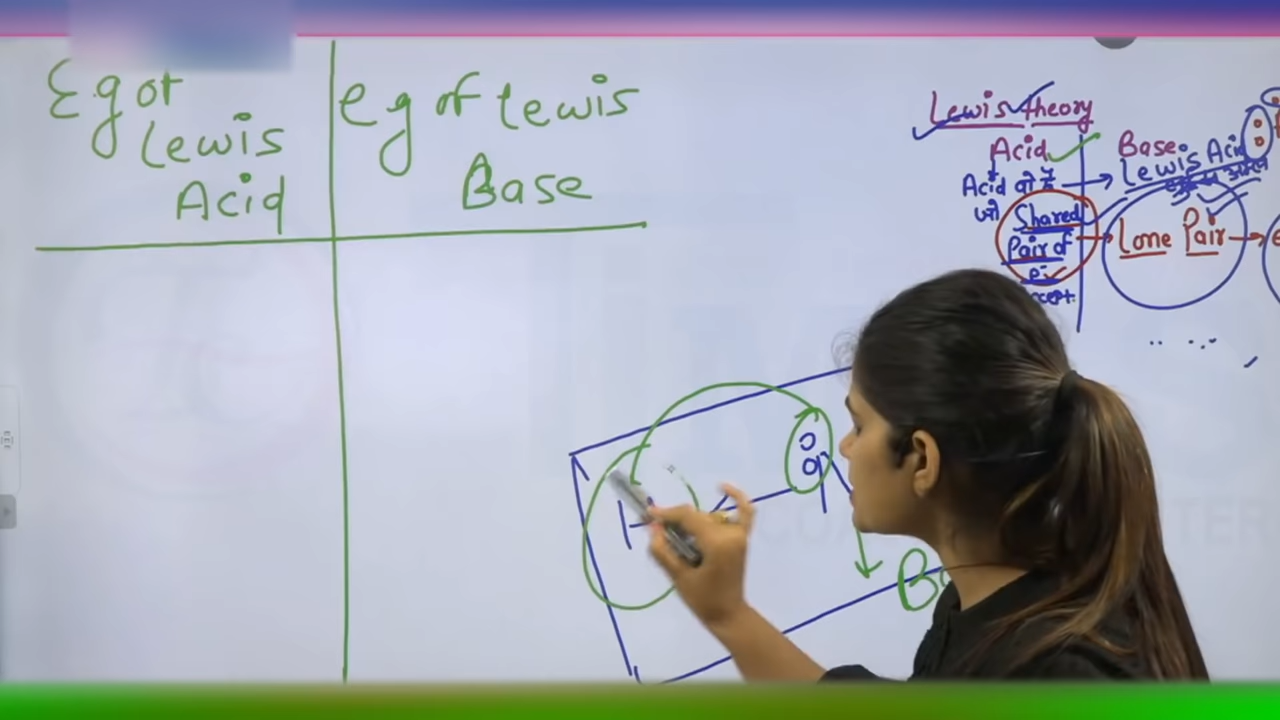 Eg of
Lewis
Acid
e.g of Lewis
Base
Lewis theory
Acid
Base
Lewis Acid
Acid वो है
जो
Shared
Pair of
e-
accept
Lone Pair
H